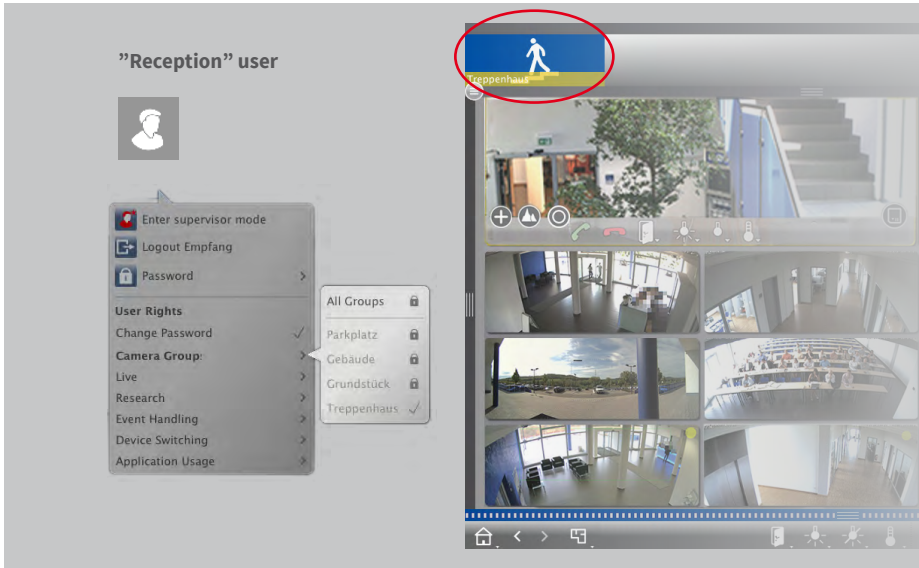 ”Reception” user
Enter supervisor mode
Logout Empfang
Password
User Rights
Change Password
Camera Group:
Live
Research
Event Handling
Device Switching
Application Usage
All Groups
Parkplatz
Gebäude
Grundstück
Treppenhaus
Treppenhaus